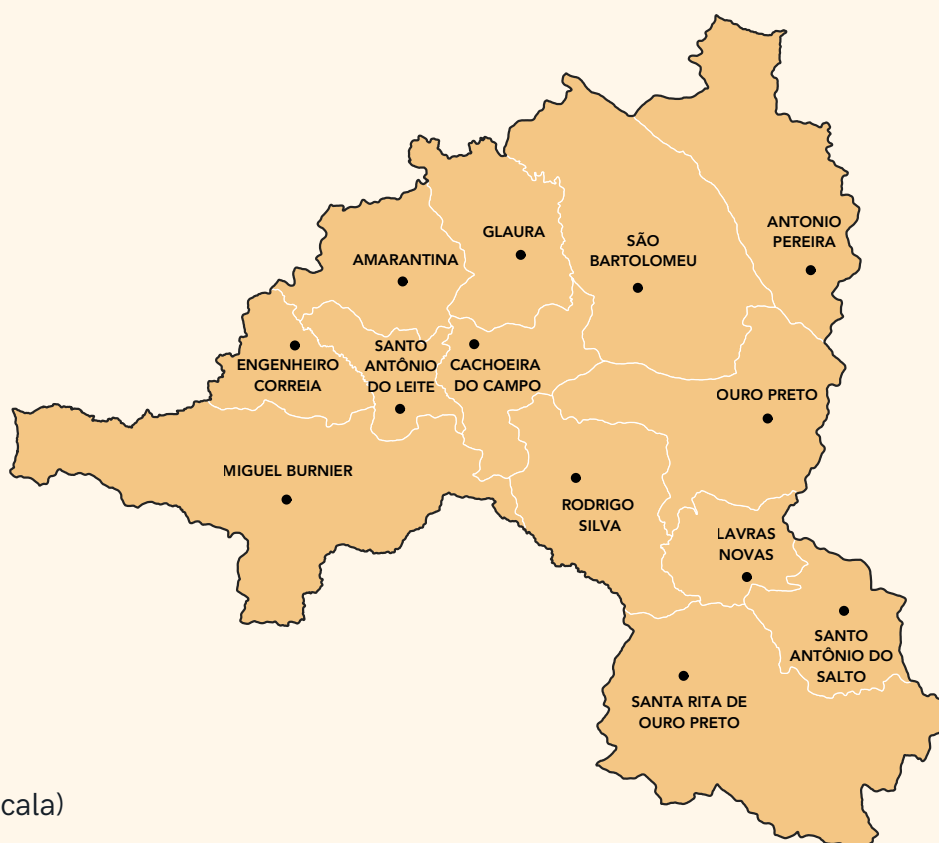 GLAURA
ANTONIO
PEREIRA
SÃO
BARTOLOMEU
AMARANTINA
SANTO
ANTÔNIO
DO LEITE
ENGENHEIRO
CORREIA
CACHOEIRA
DO CAMPO
OURO PRETO
MIGUEL BURNIER
RODRIGO
SILVA
LAVRAS
NOVAS
SANTO
ANTÔNIO DO
SALTO
SANTA RITA DE
OURO PRETO
cala)